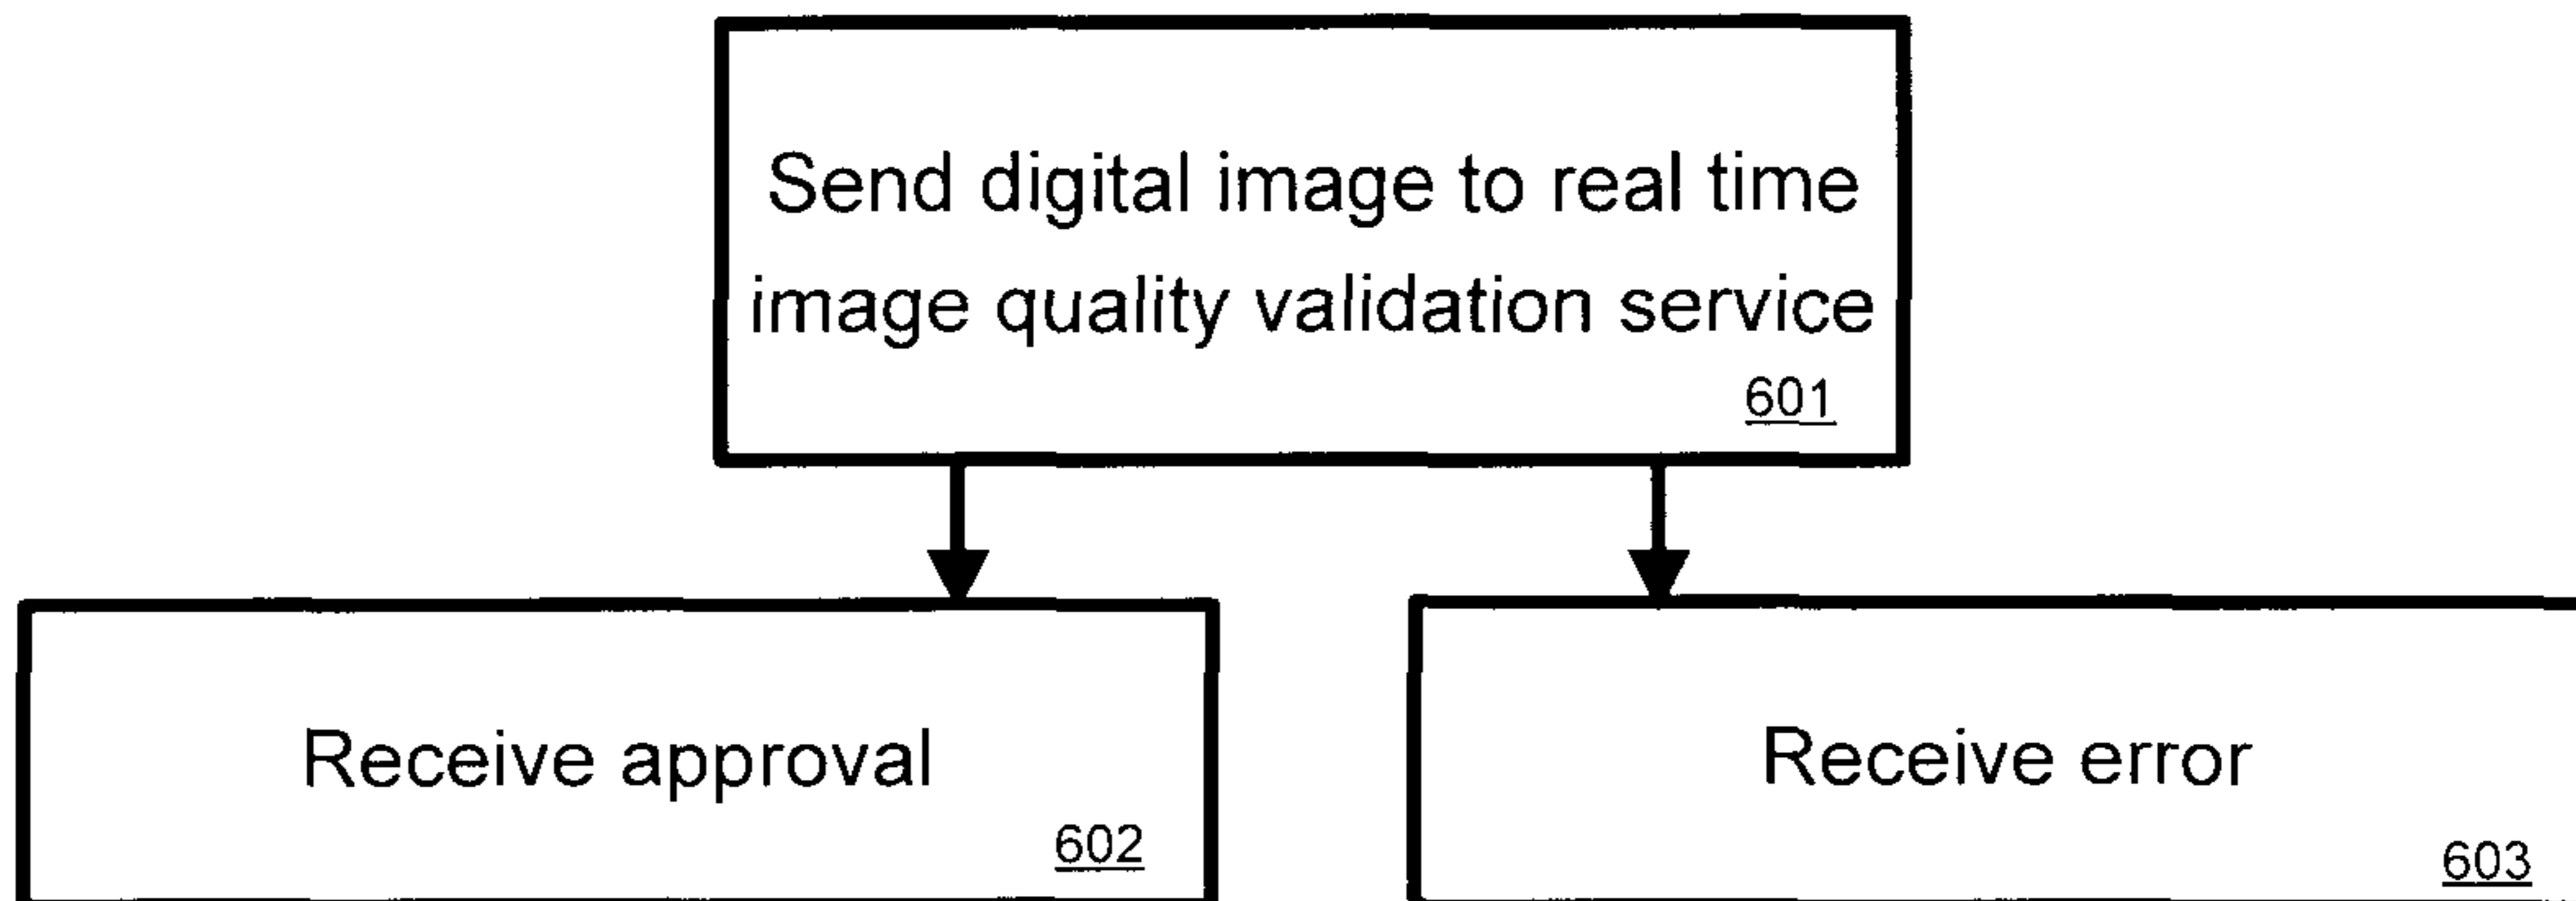 Send digital image to real time
image quality validation service
601
Receive approval
602
Receive error
603